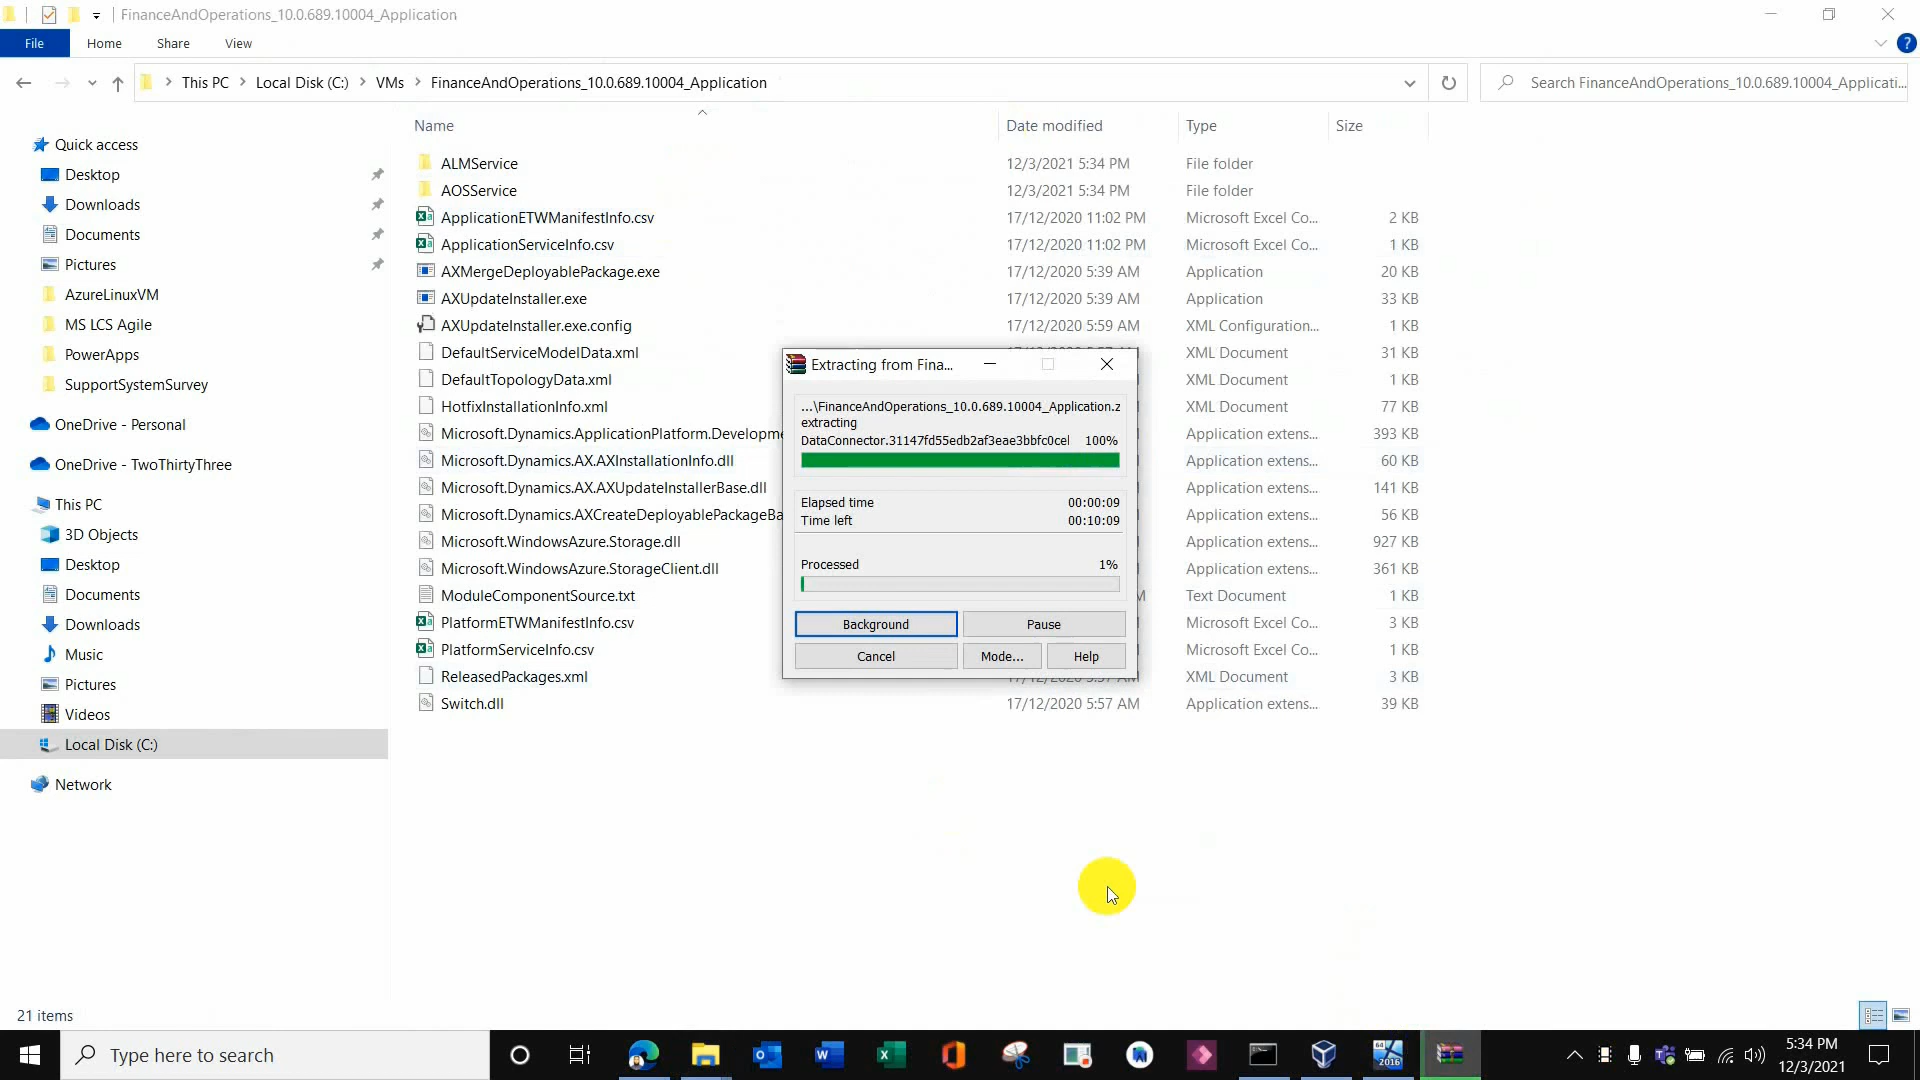 FinanceAndOperations_10.0.689.10004_Application
File Home Share View
This PC Local Disk (C:) VMs FinanceAndOperations_10.0.689.10004_Application
Search FinanceAndOperations_10.0.689.10004_Applicati...
Name Date modified Type Size
Quick access
Desktop
Downloads
Documents
Pictures
AzureLinuxVM
MS LCS Agile
PowerApps
SupportSystemSurvey
OneDrive - Personal
OneDrive - TwoThirtyThree
This PC
3D Objects
Desktop
Documents
Downloads
Music
Pictures
Videos
Local Disk (C:)
Network
ALMService 12/3/2021 5:34 PM File folder
AOSService 12/3/2021 5:34 PM File folder
ApplicationETWManifestInfo.csv 17/12/2020 11:02 PM Microsoft Excel Co... 2 KB
ApplicationServiceInfo.csv 17/12/2020 11:02 PM Microsoft Excel Co... 1 KB
AXMergeDeployablePackage.exe 17/12/2020 5:39 AM Application 20 KB
AXUpdateInstaller.exe 17/12/2020 5:39 AM Application 33 KB
AXUpdateInstaller.exe.config 17/12/2020 5:59 AM XML Configuration... 1 KB
DefaultServiceModelData.xml XML Document 31 KB
DefaultTopologyData.xml XML Document 1 KB
HotfixInstallationInfo.xml XML Document 77 KB
Microsoft.Dynamics.ApplicationPlatform.Developme Application extens... 393 KB
Microsoft.Dynamics.AX.AXInstallationInfo.dll Application extens... 60 KB
Microsoft.Dynamics.AX.AXUpdateInstallerBase.dll Application extens... 141 KB
Microsoft.Dynamics.AXCreateDeployablePackageBa Application extens... 56 KB
Microsoft.WindowsAzure.Storage.dll Application extens... 927 KB
Microsoft.WindowsAzure.StorageClient.dll Application extens... 361 KB
ModuleComponentSource.txt Text Document 1 KB
PlatformETWManifestInfo.csv Microsoft Excel Co... 3 KB
PlatformServiceInfo.csv Microsoft Excel Co... 1 KB
ReleasedPackages.xml 17/12/2020 5:57 AM XML Document 3 KB
Switch.dll 17/12/2020 5:57 AM Application extens... 39 KB
Extracting from Fina...
...\FinanceAndOperations_10.0.689.10004_Application.z
extracting
DataConnector.31147fd55edb2af3eae3bbfc0cel 100%
Elapsed time 00:00:09
Time left 00:10:09
Processed 1%
Background Pause
Cancel Mode... Help
21 items
Type here to search
64
2016
5:34 PM
12/3/2021